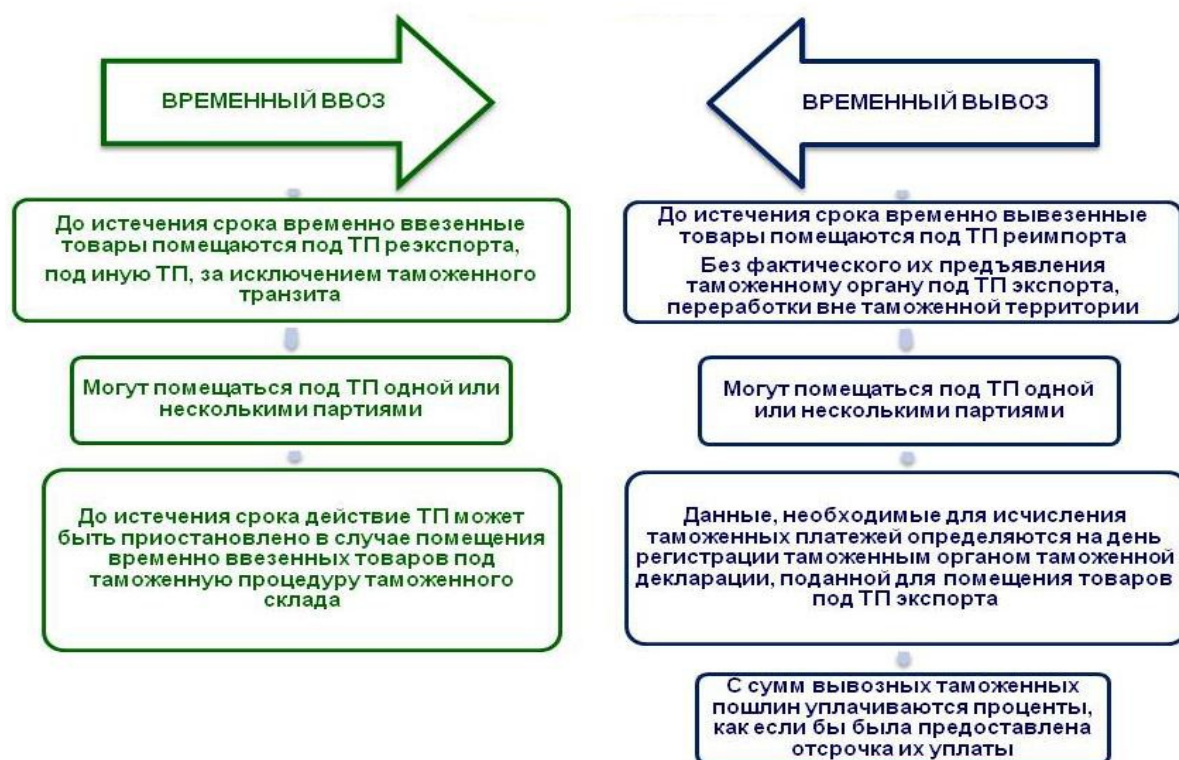 ВРЕМЕННЫЙ ВВОЗ
До истечения срока временно ввезенные
товары помещаются под ТП реэкспорта,
под иную ТП, за исключением таможенного
транзита
Могут помещаться под ТП одной или
несколькими партиями
До истечения срока действие ТП может
быть приостановлено в случае помещения
временно ввезенных товаров под
таможенную процедуру таможенного
склада
ВРЕМЕННЫЙ ВЫВОЗ
До истечения срока временно вывезенные
товары помещаются под ТП реимпорта
Без фактического их предъявления
таможенному органу под ТП экспорта,
переработки вне таможенной территории
Могут помещаться под ТП одной
или несколькими партиями
Данные, необходимые для исчисления
таможенных платежей определяются на день
регистрации таможенным органом таможенной
декларации, поданной для помещения товаров
под ТП экспорта
С сумм вывозных таможенных
пошлин уплачиваются проценты,
как если бы была предоставлена
отсрочка их уплаты